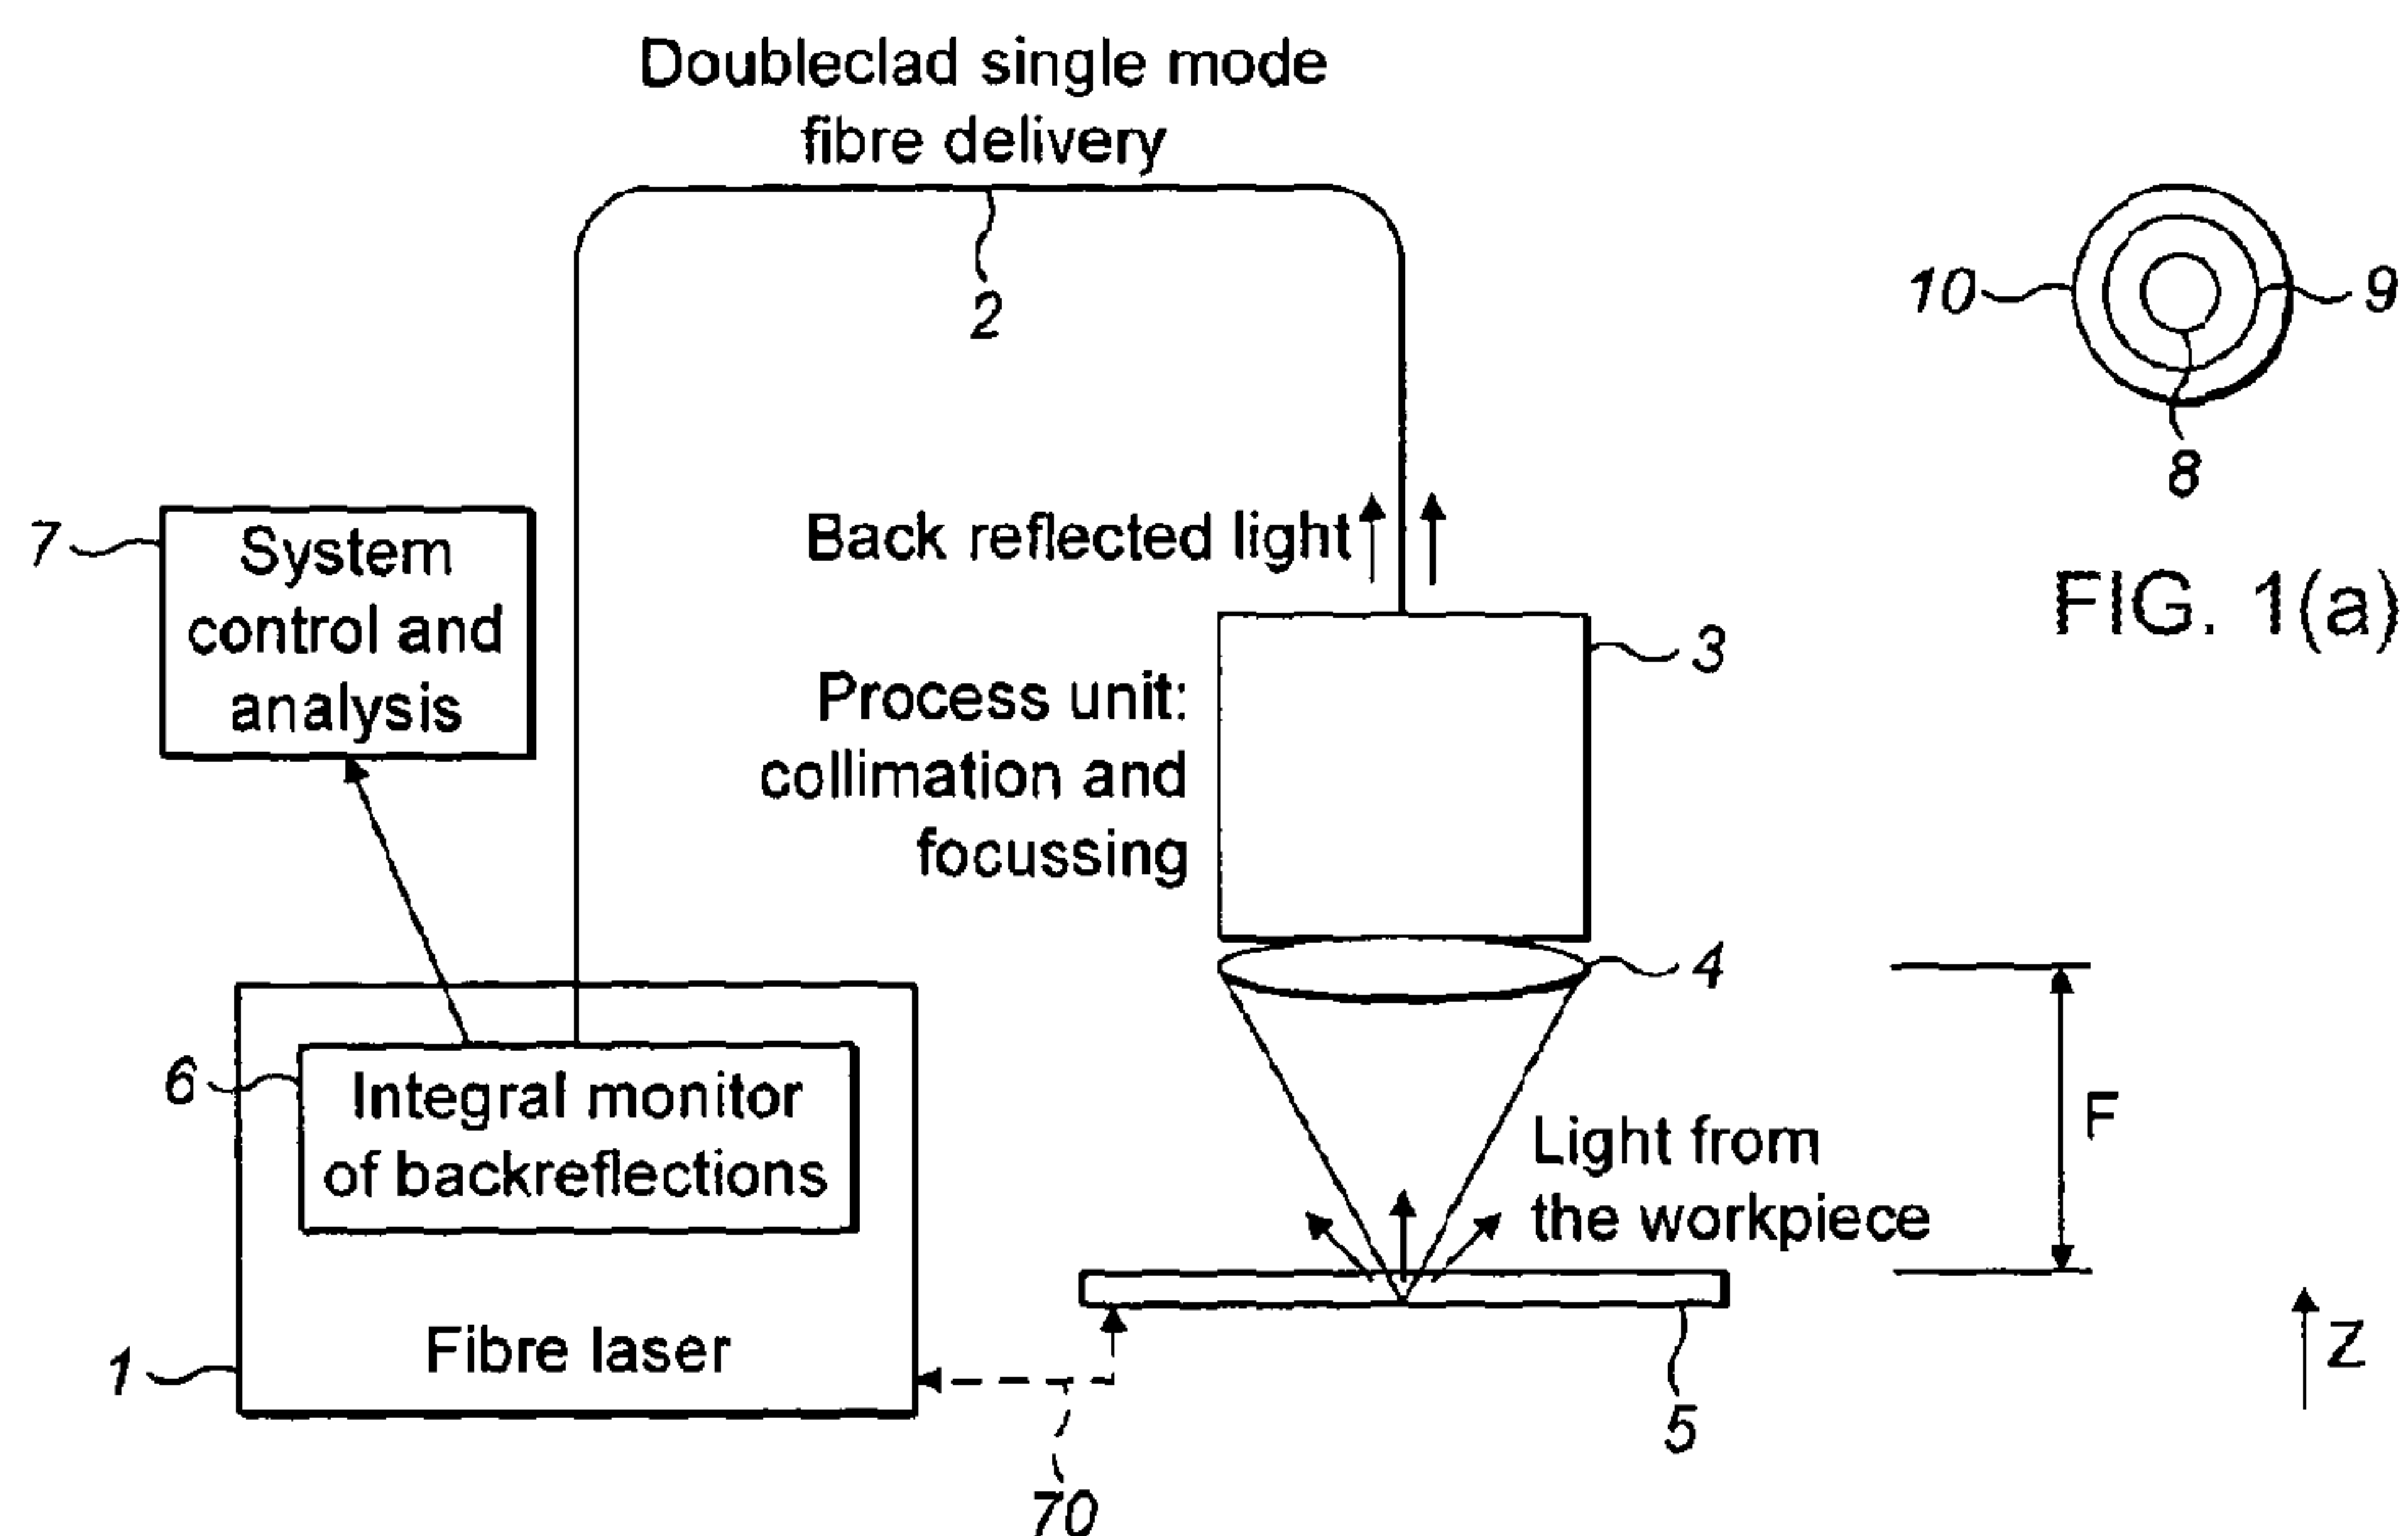 Doubleclad single mode
fibre delivery
2
10
9
8
FIG. 1(a)
7
System
control and
analysis
Back reflected light
3
Process unit:
collimation and
focussing
4
F
6
Integral monitor
of backreflections
Light from
the workpiece
1
Fibre laser
5
Z
70